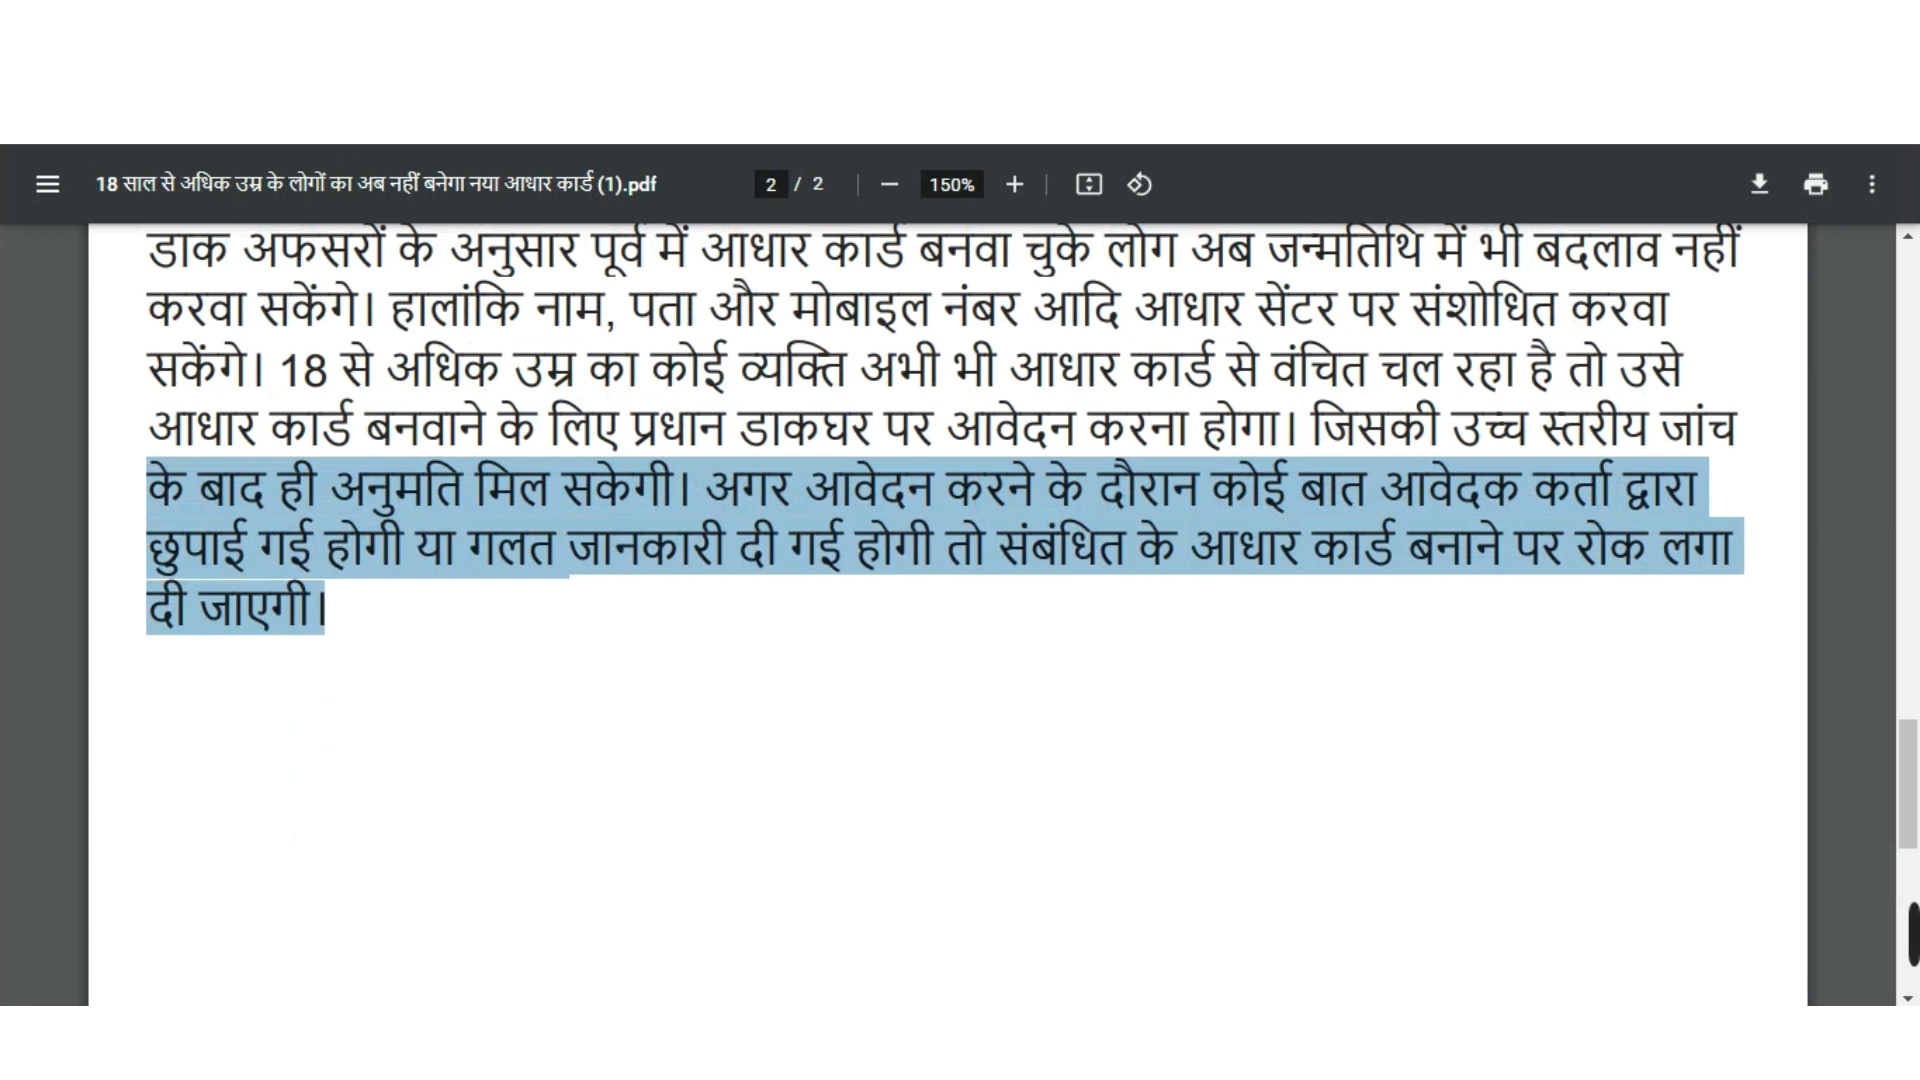 18 साल से अधिक उम्र के लोगों का अब नहीं बनेगा नया आधार कार्ड (1).pdf 2 / 2 150%
डाक अफसरों के अनुसार पूर्व में आधार कार्ड बनवा चुके लोग अब जन्मतिथि में भी बदलाव नहीं
करवा सकेंगे। हालांकि नाम, पता और मोबाइल नंबर आदि आधार सेंटर पर संशोधित करवा
सकेंगे। 18 से अधिक उम्र का कोई व्यक्ति अभी भी आधार कार्ड से वंचित चल रहा है तो उसे
आधार कार्ड बनवाने के लिए प्रधान डाकघर पर आवेदन करना होगा। जिसकी उच्च स्तरीय जांच
के बाद ही अनुमति मिल सकेगी। अगर आवेदन करने के दौरान कोई बात आवेदक कर्ता द्वारा
छुपाई गई होगी या गलत जानकारी दी गई होगी तो संबंधित के आधार कार्ड बनाने पर रोक लगा
दी जाएगी।